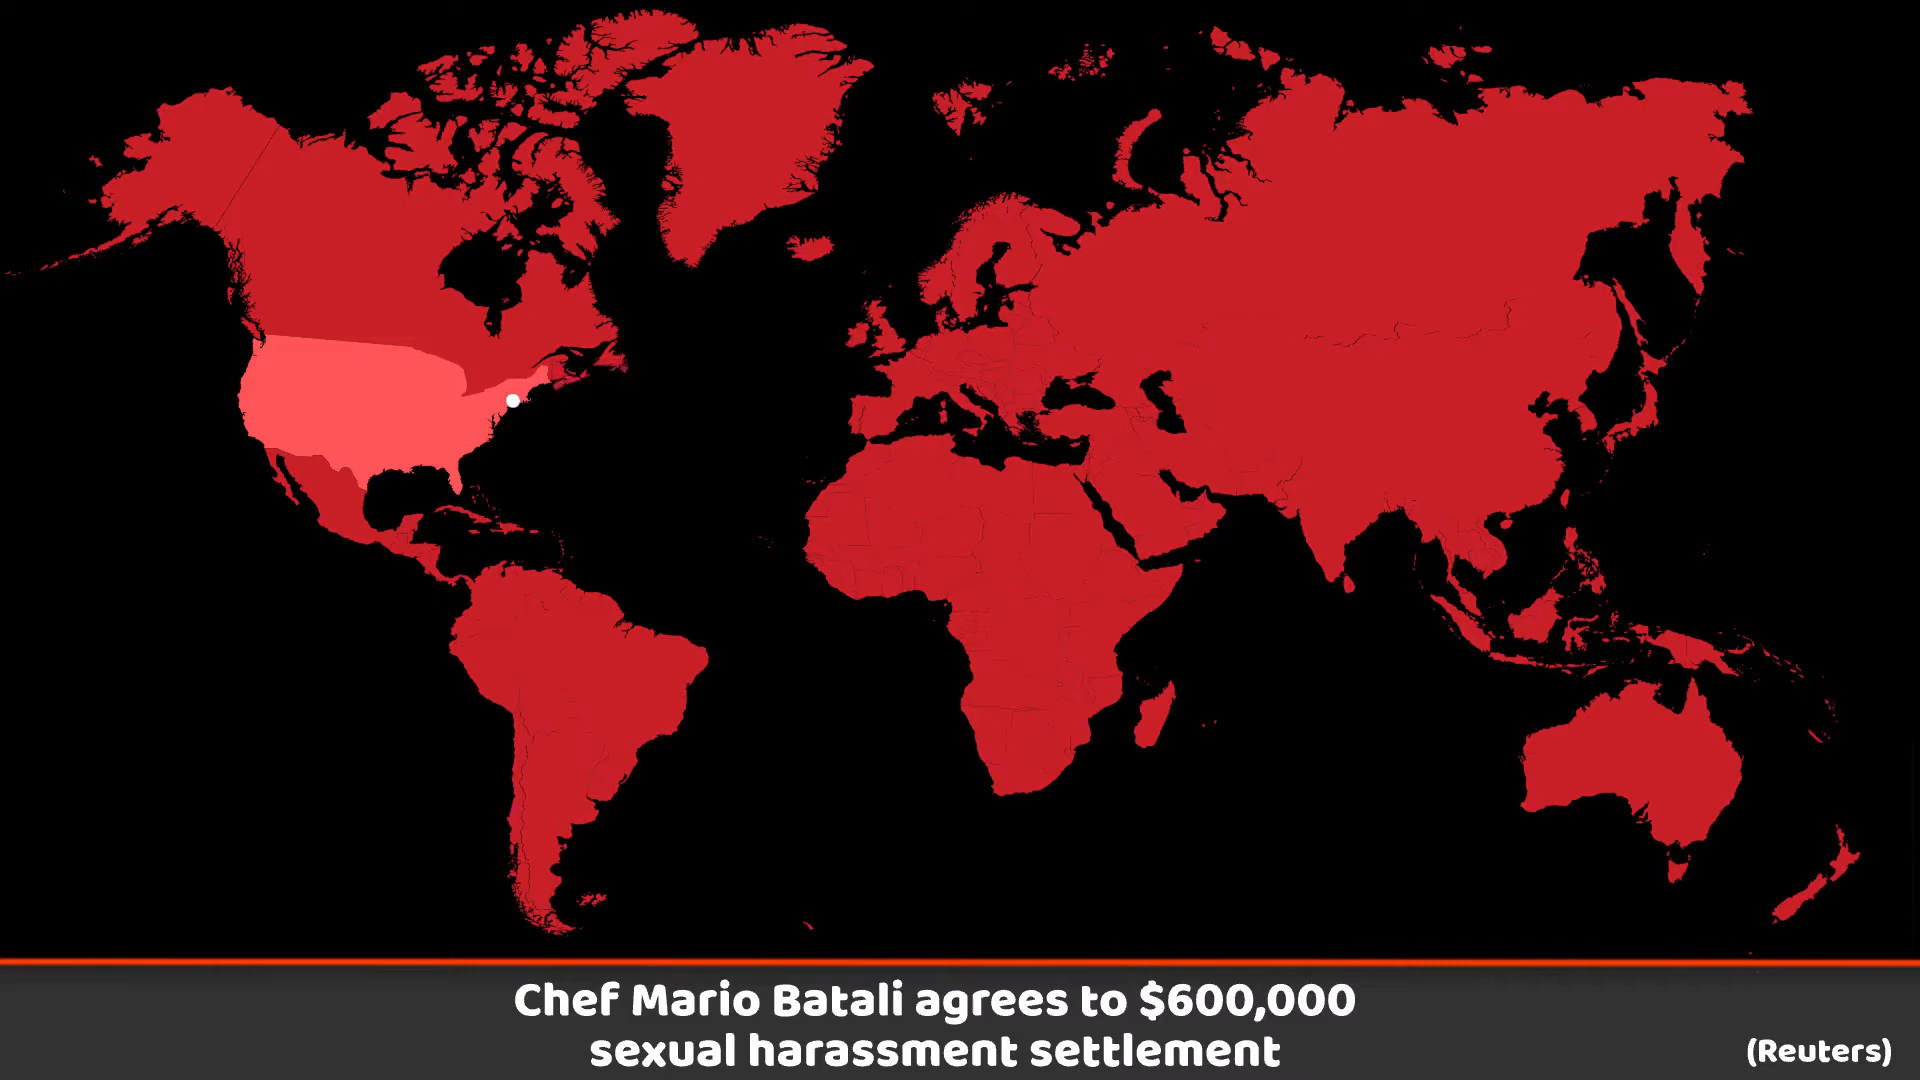 Chef Mario Batali agrees to $600,000
sexual harassment settlement
(Reuters)